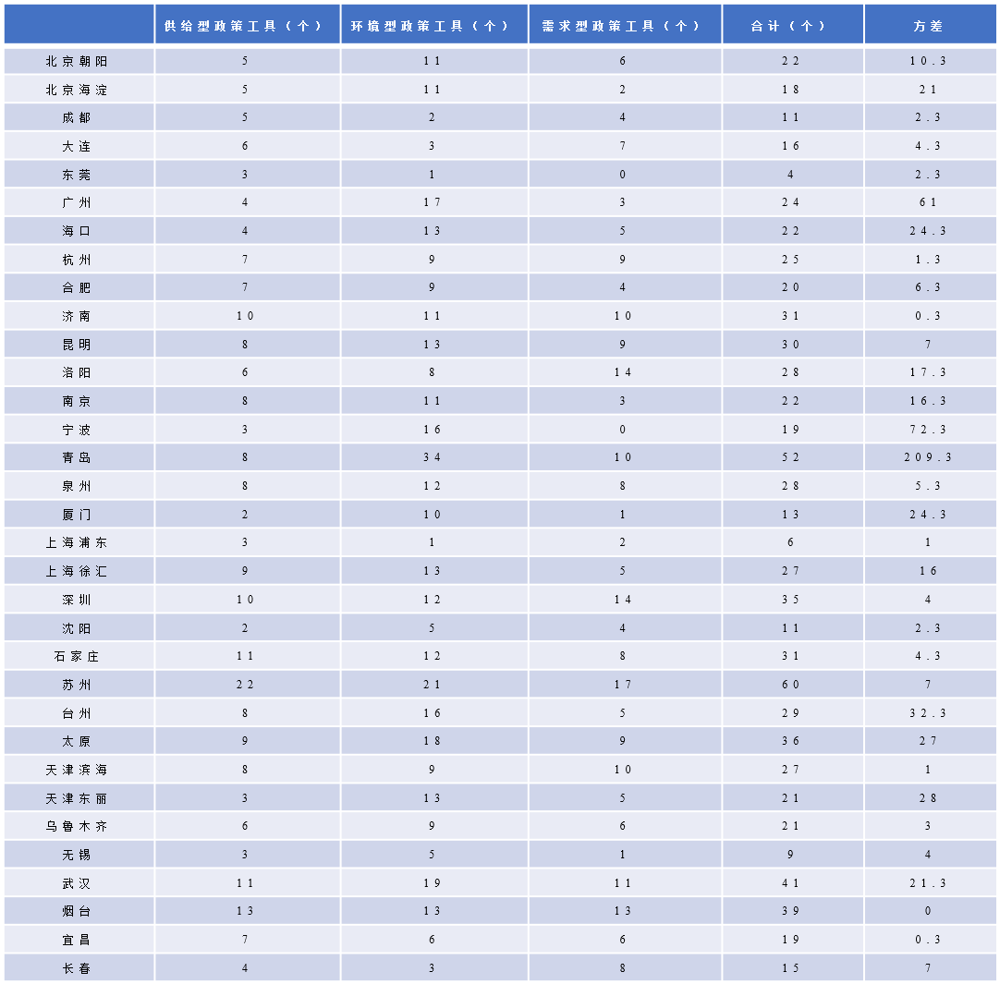 供给型政策工具（个） 环境型政策工具（个） 需求型政策工具（个） 合计（个） 方差
北京朝阳 5 11 6 22 10.3
北京海淀 5 11 2 18 21
成都 5 2 4 11 2.3
大连 6 3 7 16 4.3
东莞 3 1 0 4 2.3
广州 4 17 3 24 61
海口 4 13 5 22 24.3
杭州 7 9 9 25 1.3
合肥 7 9 4 20 6.3
济南 10 11 10 31 0.3
昆明 8 13 9 30 7
洛阳 6 8 14 28 17.3
南京 8 11 3 22 16.3
宁波 3 16 0 19 72.3
青岛 8 34 10 52 209.3
泉州 8 12 8 28 5.3
厦门 2 10 1 13 24.3
上海浦东 3 1 2 6 1
上海徐汇 9 13 5 27 16
深圳 10 12 14 35 4
沈阳 2 5 4 11 2.3
石家庄 11 12 8 31 4.3
苏州 22 21 17 60 7
台州 8 16 5 29 32.3
太原 9 18 9 36 27
天津滨海 8 9 10 27 1
天津东丽 3 13 5 21 28
乌鲁木齐 6 9 6 21 3
无锡 3 5 1 9 4
武汉 11 19 11 41 21.3
烟台 13 13 13 39 0
宜昌 7 6 6 19 0.3
长春 4 3 8 15 7